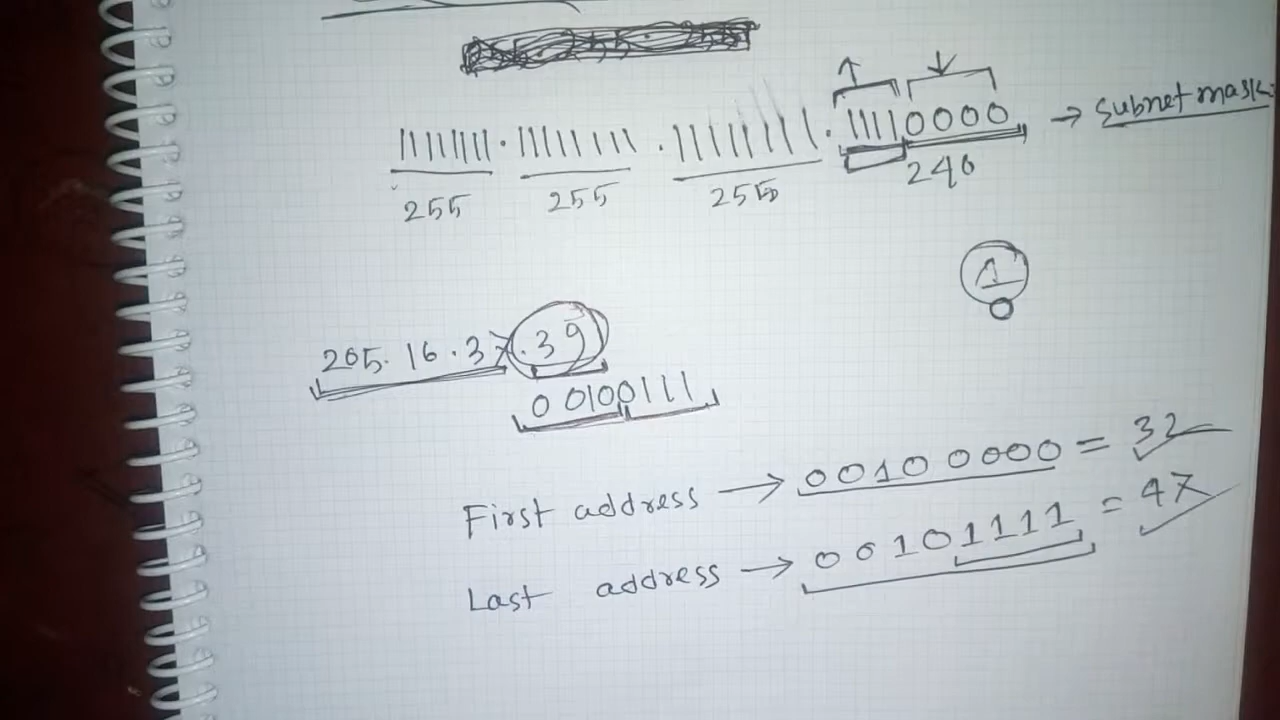 11111111.11111111.11111111.11110000 → subnet mask
255 255 255 240
1
205.16.37.39
00100111
First address → 00100000 = 32
Last address → 00101111 = 47